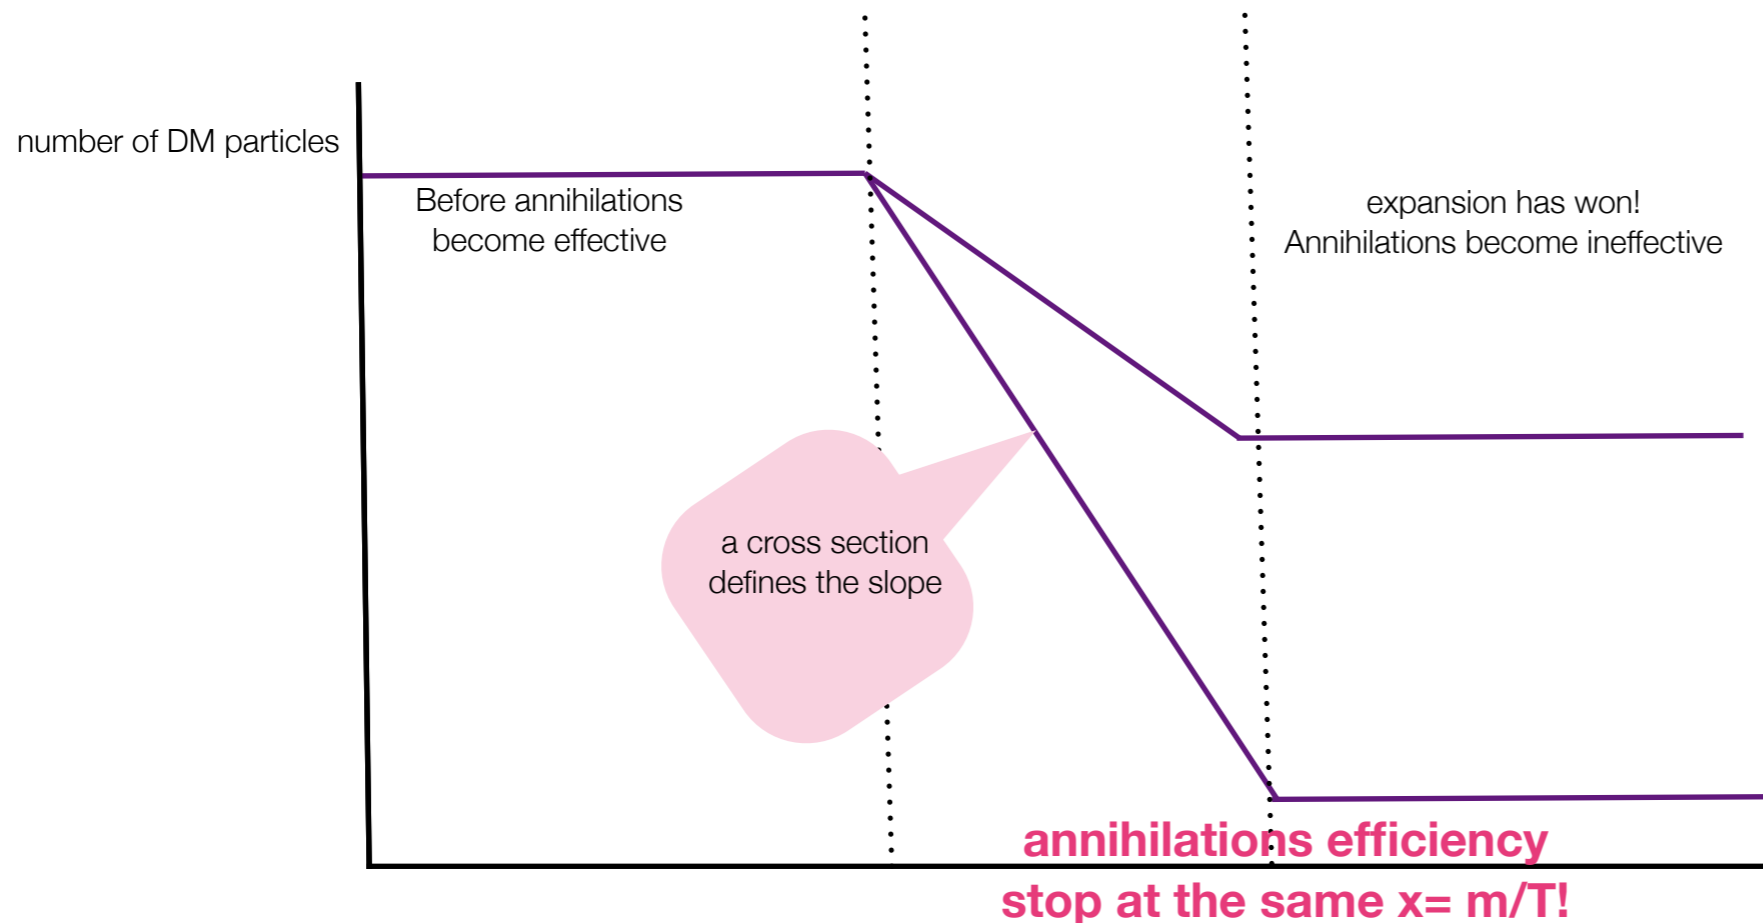 number of DM particles
Before annihilations
become effective
expansion has won!
Annihilations become ineffective
a cross section
defines the slope
annihilations efficiency
stop at the same x= m/T!